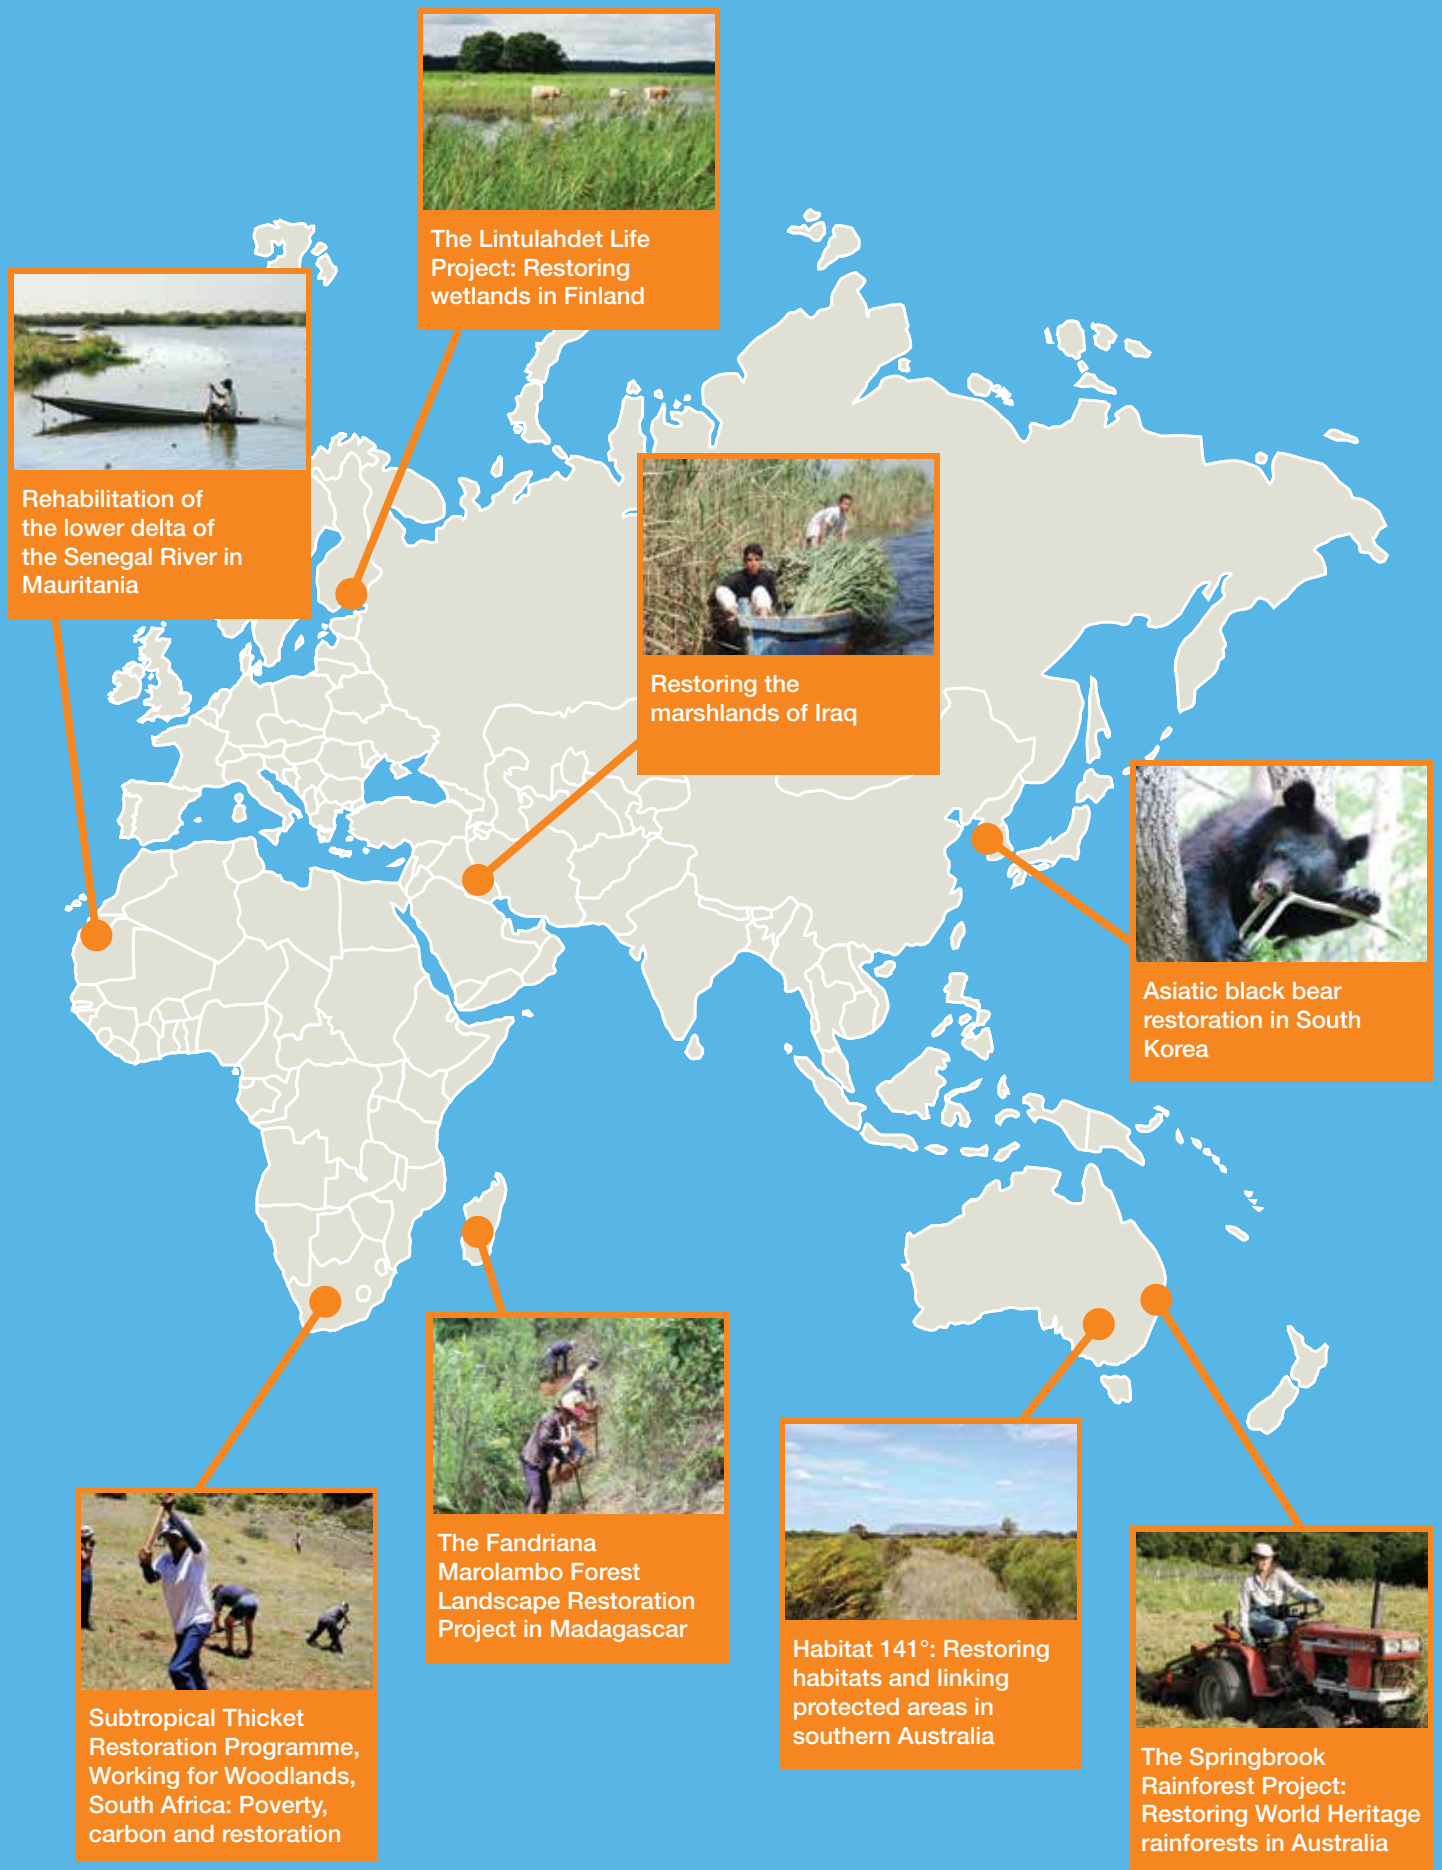 The Lintulahdet Life
Project: Restoring
wetlands in Finland
Rehabilitation of
the lower delta of
the Senegal River in
Mauritania
Restoring the
marshlands of Iraq
Asiatic black bear
restoration in South
Korea
The Fandriana
Marolambo Forest
Landscape Restoration
Project in Madagascar
Habitat 141°: Restoring
habitats and linking
protected areas in
southern Australia
Subtropical Thicket
Restoration Programme,
Working for Woodlands,
South Africa: Poverty,
carbon and restoration
The Springbrook
Rainforest Project:
Restoring World Heritage
rainforests in Australia